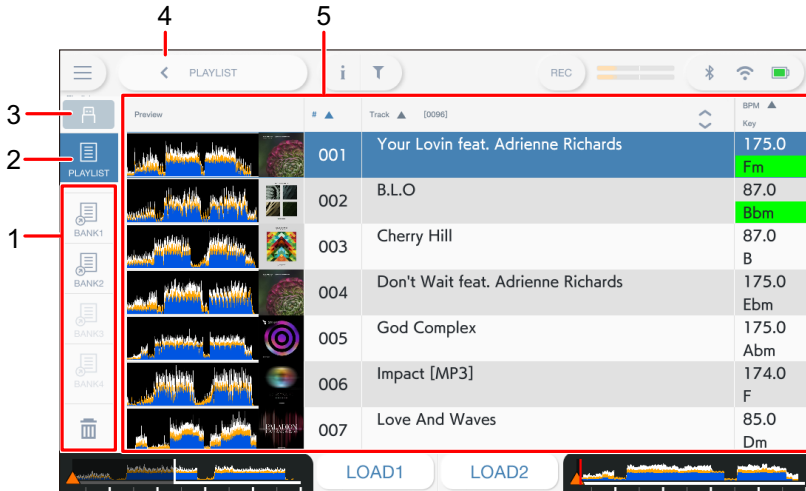 4
5
PLAYLIST
i
REC
3
Preview
#
Track
[0096]
BPM
Key
2
PLAYLIST
001
Your Lovin feat. Adrienne Richards
175.0
Fm
1
BANK1
002
B.L.O
87.0
Bbm
003
Cherry Hill
87.0
B
BANK2
004
Don't Wait feat. Adrienne Richards
175.0
Ebm
BANK3
005
God Complex
175.0
Abm
BANK4
006
Impact [MP3]
174.0
F
PALADION
007
Love And Waves
85.0
Dm
LOAD1
LOAD2